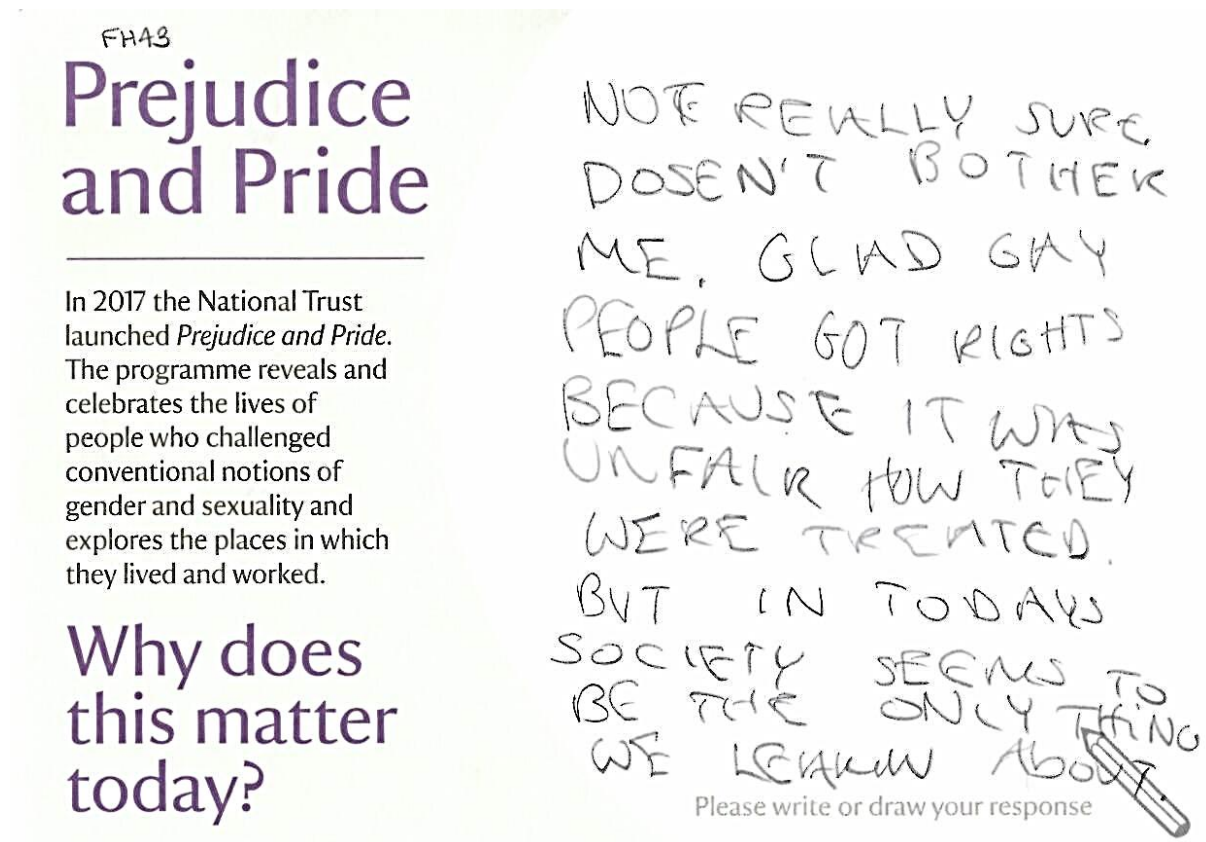 FH43
Prejudice
and Pride
In 2017 the National Trust
launched Prejudice and Pride.
The programme reveals and
celebrates the lives of
people who challenged
conventional notions of
gender and sexuality and
explores the places in which
they lived and worked.
Why does
this matter
today?
NOT REALLY SURE.
DOSEN'T BOTHER
ME. GLAD GAY
PEOPLE GOT RIGHTS
BECAUSE IT WAS
UNFAIR HOW THEY
WERE TREATED.
BUT IN TODAYS
SOCIETY SEEMS TO
BE THE ONLY THING
WE LEARN ABOUT.
Please write or draw your response